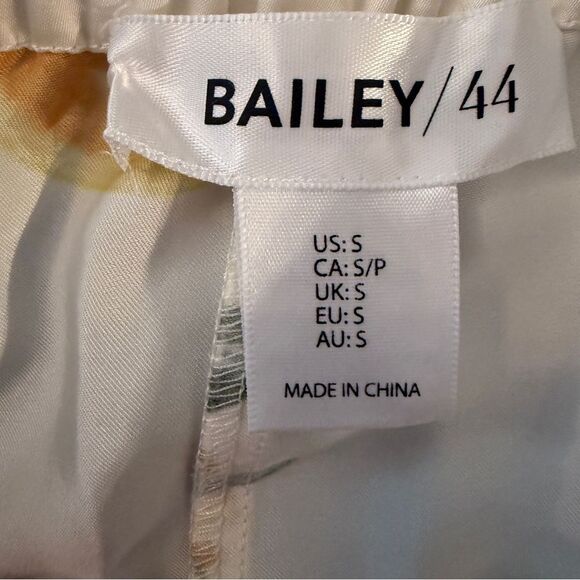 BAILEY/44
US: S
CA: S/P
UK: S
EU: S
AU: S
MADE IN CHINA